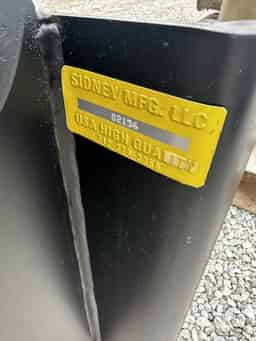 SIDNEY MFG. LLC
02136
USA HIGH QUALITY